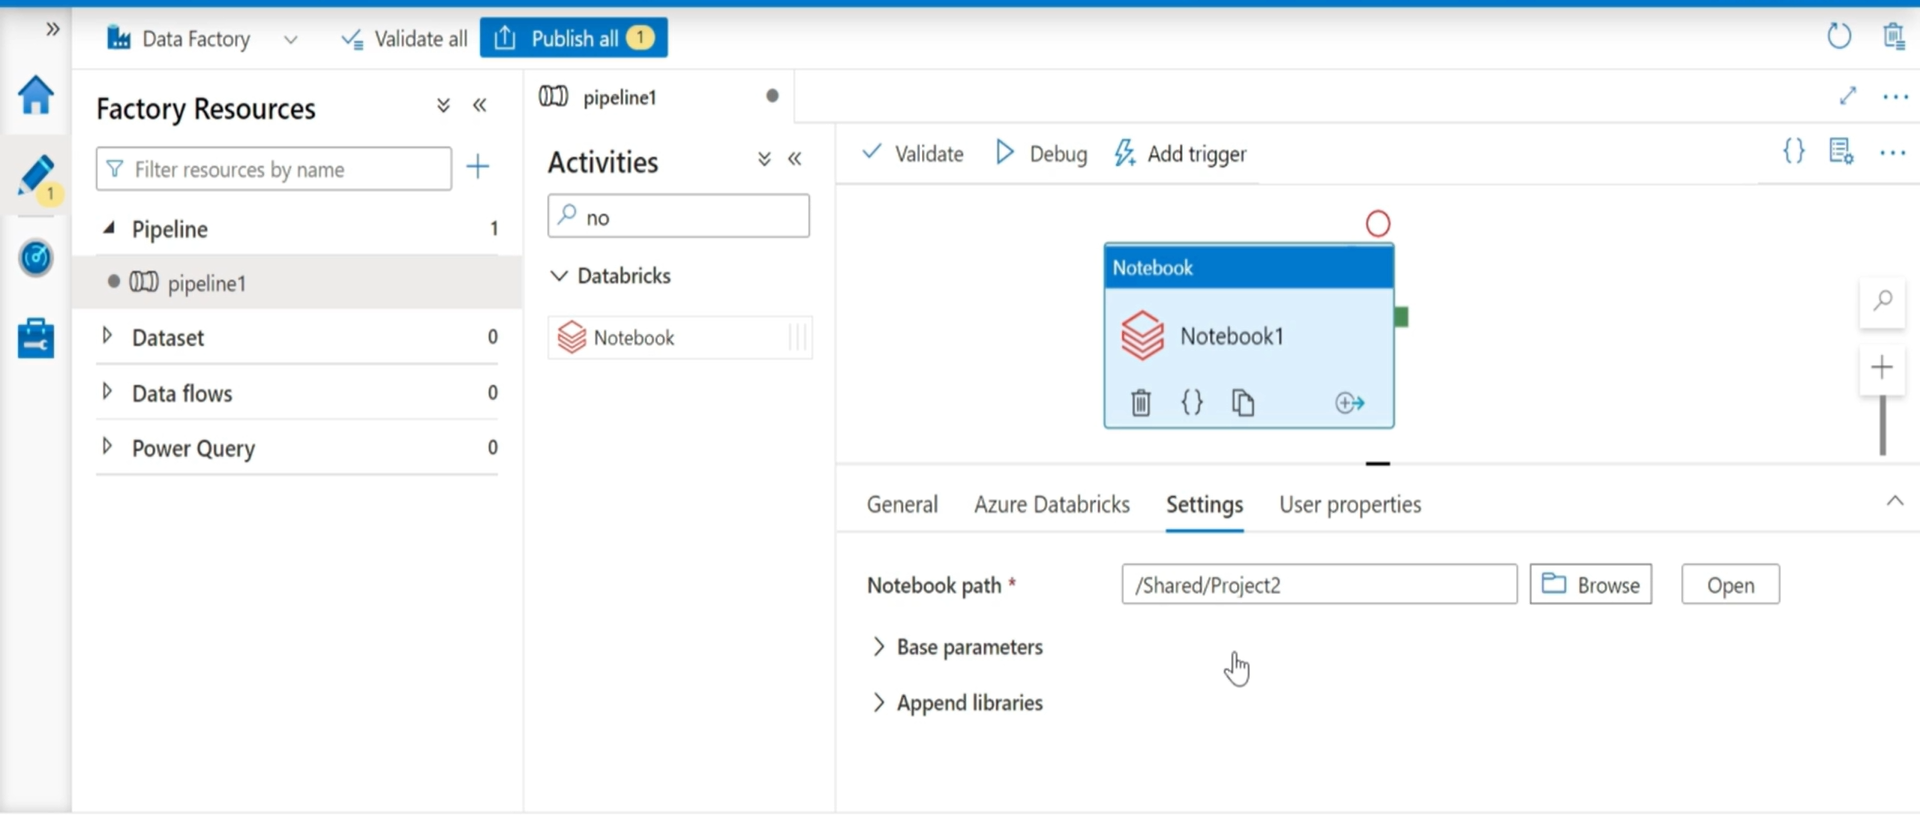 Data Factory
Validate all
Publish all 1
Factory Resources
Filter resources by name
1
Pipeline 1
pipeline1
Dataset 0
Data flows 0
Power Query 0
pipeline1
Activities
no
Databricks
Notebook
Validate
Debug
Add trigger
Notebook
Notebook1
General
Azure Databricks
Settings
User properties
Notebook path * /Shared/Project2 Browse Open
Base parameters
Append libraries